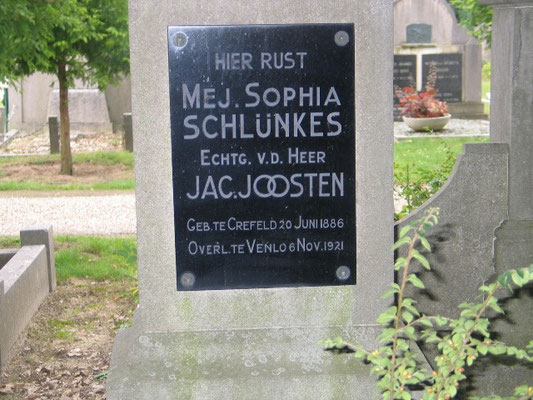 HIER RUST
MEJ. SOPHIA
SCHLÜNKES
ECHTG. V.D. HEER
JAC. JOOSTEN
GEB. TE CREFELD 20 JUNI 1886
OVERL. TE VENLO 6 NOV. 1921